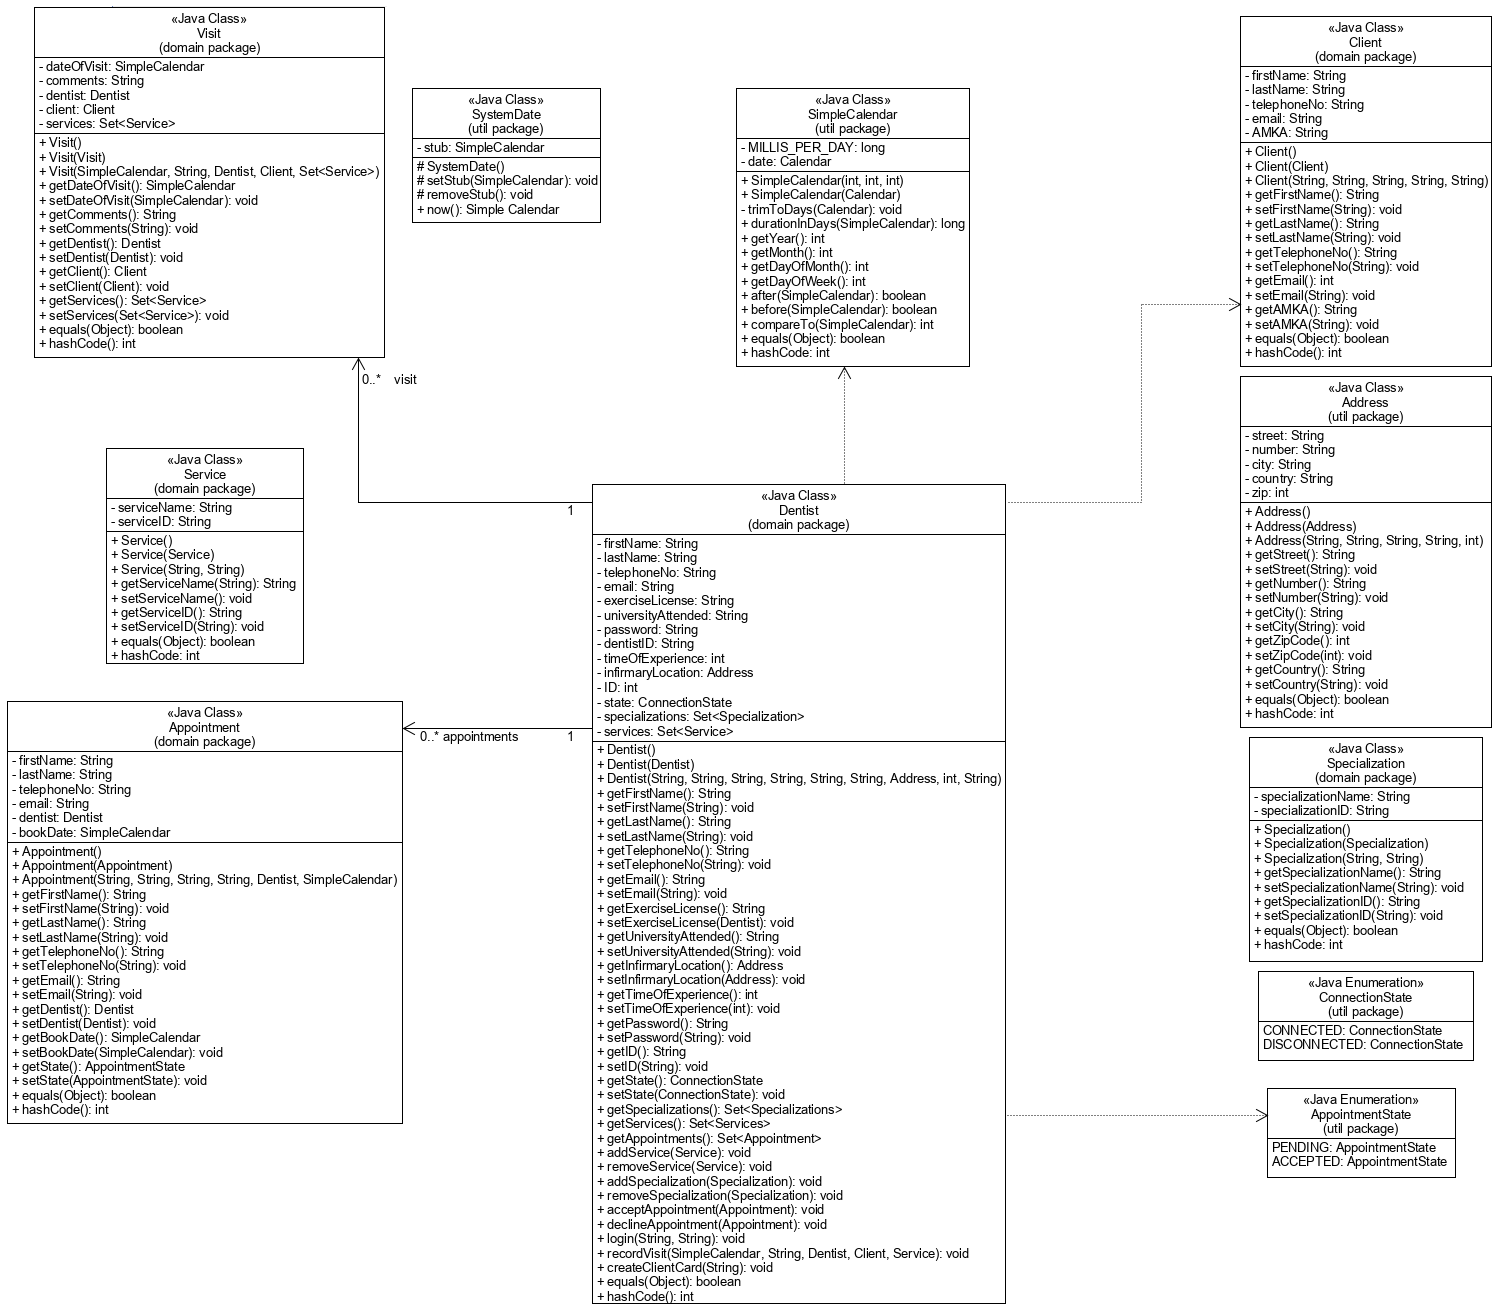 «Java Class»
Visit
(domain package)
- dateOfVisit: SimpleCalendar
- comments: String
- dentist: Dentist
- client: Client
- services: Set<Service>
+ Visit()
+ Visit(Visit)
+ Visit(SimpleCalendar, String, Dentist, Client, Set<Service>)
+ getDateOfVisit(): SimpleCalendar
+ setDateOfVisit(SimpleCalendar): void
+ getComments(): String
+ setComments(String): void
+ getDentist(): Dentist
+ setDentist(Dentist): void
+ getClient(): Client
+ setClient(Client): void
+ getServices(): Set<Service>
+ setServices(Set<Service>): void
+ equals(Object): boolean
+ hashCode(): int
«Java Class»
SystemDate
(util package)
- stub: SimpleCalendar
# SystemDate()
# setStub(SimpleCalendar): void
# removeStub(): void
+ now(): Simple Calendar
«Java Class»
SimpleCalendar
(util package)
- MILLIS_PER_DAY: long
- date: Calendar
+ SimpleCalendar(int, int, int)
+ SimpleCalendar(Calendar)
- trimToDays(Calendar): void
+ durationInDays(SimpleCalendar): long
+ getYear(): int
+ getMonth(): int
+ getDayOfMonth(): int
+ getDayOfWeek(): int
+ after(SimpleCalendar): boolean
+ before(SimpleCalendar): boolean
+ compareTo(SimpleCalendar): int
+ equals(Object): boolean
+ hashCode: int
«Java Class»
Client
(domain package)
- firstName: String
- lastName: String
- telephoneNo: String
- email: String
- AMKA: String
+ Client()
+ Client(Client)
+ Client(String, String, String, String, String)
+ getFirstName(): String
+ setFirstName(String): void
+ getLastName(): String
+ setLastName(String): void
+ getTelephoneNo(): String
+ setTelephoneNo(String): void
+ getEmail(): int
+ setEmail(String): void
+ getAMKA(): String
+ setAMKA(String): void
+ equals(Object): boolean
+ hashCode(): int
0..* visit
«Java Class»
Address
(util package)
- street: String
- number: String
- city: String
- country: String
- zip: int
+ Address()
+ Address(Address)
+ Address(String, String, String, String, int)
+ getStreet(): String
+ setStreet(String): void
+ getNumber(): String
+ setNumber(String): void
+ getCity(): String
+ setCity(String): void
+ getZipCode(): int
+ setZipCode(int): void
+ getCountry(): String
+ setCountry(String): void
+ equals(Object): boolean
+ hashCode: int
«Java Class»
Service
(domain package)
- serviceName: String
- serviceID: String
+ Service()
+ Service(Service)
+ Service(String, String)
+ getServiceName(String): String
+ setServiceName(): void
+ getServiceID(): String
+ setServiceID(String): void
+ equals(Object): boolean
+ hashCode: int
1
«Java Class»
Dentist
(domain package)
- firstName: String
- lastName: String
- telephoneNo: String
- email: String
- exerciseLicense: String
- universityAttended: String
- password: String
- dentistID: String
- timeOfExperience: int
- infirmaryLocation: Address
- ID: int
- state: ConnectionState
- specializations: Set<Specialization>
- services: Set<Service>
+ Dentist()
+ Dentist(Dentist)
+ Dentist(String, String, String, String, String, String, Address, int, String)
+ getFirstName(): String
+ setFirstName(String): void
+ getLastName(): String
+ setLastName(String): void
+ getTelephoneNo(): String
+ setTelephoneNo(String): void
+ getEmail(): String
+ setEmail(String): void
+ getExerciseLicense(): String
+ setExerciseLicense(Dentist): void
+ getUniversityAttended(): String
+ setUniversityAttended(String): void
+ getInfirmaryLocation(): Address
+ setInfirmaryLocation(Address): void
+ getTimeOfExperience(): int
+ setTimeOfExperience(int): void
+ getPassword(): String
+ setPassword(String): void
+ getID(): String
+ setID(String): void
+ getState(): ConnectionState
+ setState(ConnectionState): void
+ getSpecializations(): Set<Specializations>
+ getServices(): Set<Services>
+ getAppointments(): Set<Appointment>
+ addService(Service): void
+ removeService(Service): void
+ addSpecialization(Specialization): void
+ removeSpecialization(Specialization): void
+ acceptAppointment(Appointment): void
+ declineAppointment(Appointment): void
+ login(String, String): void
+ recordVisit(SimpleCalendar, String, Dentist, Client, Service): void
+ createClientCard(String): void
+ equals(Object): boolean
+ hashCode(): int
0..* appointments
1
«Java Class»
Appointment
(domain package)
- firstName: String
- lastName: String
- telephoneNo: String
- email: String
- dentist: Dentist
- bookDate: SimpleCalendar
+ Appointment()
+ Appointment(Appointment)
+ Appointment(String, String, String, String, Dentist, SimpleCalendar)
+ getFirstName(): String
+ setFirstName(String): void
+ getLastName(): String
+ setLastName(String): void
+ getTelephoneNo(): String
+ setTelephoneNo(String): void
+ getEmail(): String
+ setEmail(String): void
+ getDentist(): Dentist
+ setDentist(Dentist): void
+ getBookDate(): SimpleCalendar
+ setBookDate(SimpleCalendar): void
+ getState(): AppointmentState
+ setState(AppointmentState): void
+ equals(Object): boolean
+ hashCode(): int
«Java Class»
Specialization
(domain package)
- specializationName: String
- specializationID: String
+ Specialization()
+ Specialization(Specialization)
+ Specialization(String, String)
+ getSpecializationName(): String
+ setSpecializationName(String): void
+ getSpecializationID(): String
+ setSpecializationID(String): void
+ equals(Object): boolean
+ hashCode: int
«Java Enumeration»
ConnectionState
(util package)
CONNECTED: ConnectionState
DISCONNECTED: ConnectionState
«Java Enumeration»
AppointmentState
(util package)
PENDING: AppointmentState
ACCEPTED: AppointmentState